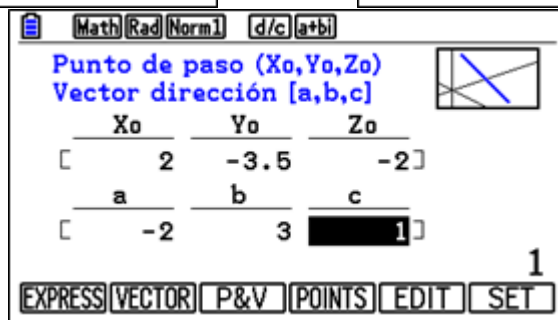 Math Rad Norm1 d/c a+bi
Punto de paso (Xo,Yo,Zo)
Vector dirección [a,b,c]
Xo Yo Zo
[ 2 -3.5 -2]
a b c
[ -2 3 1]
1
EXPRESS VECTOR P&V POINTS EDIT SET